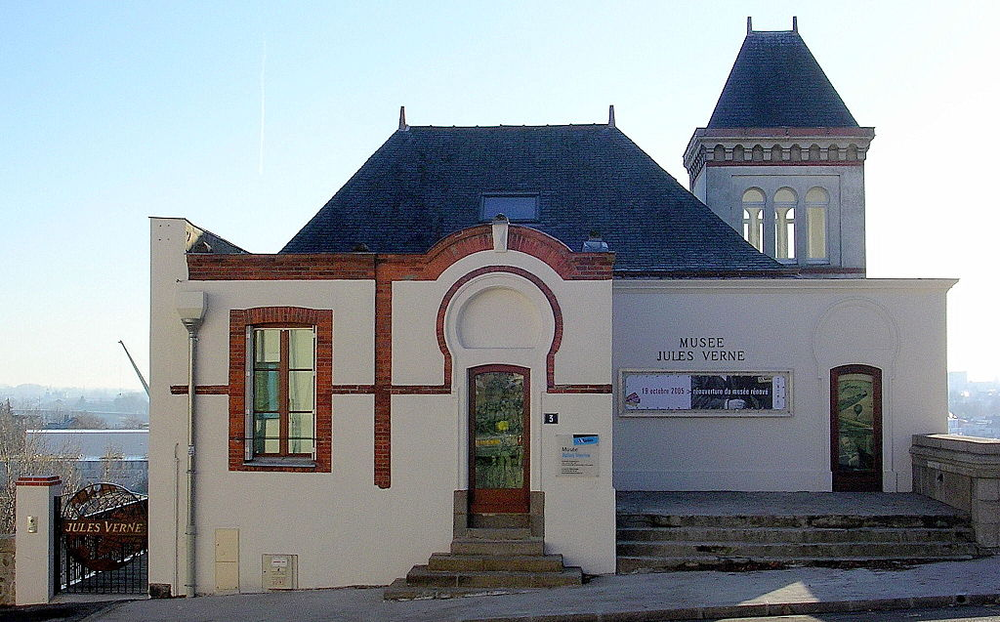 MUSEE
JULES VERNE
19 octobre 2005 > réouverture du musée rénové
3
Musée
Jules Verne
JULES VERNE